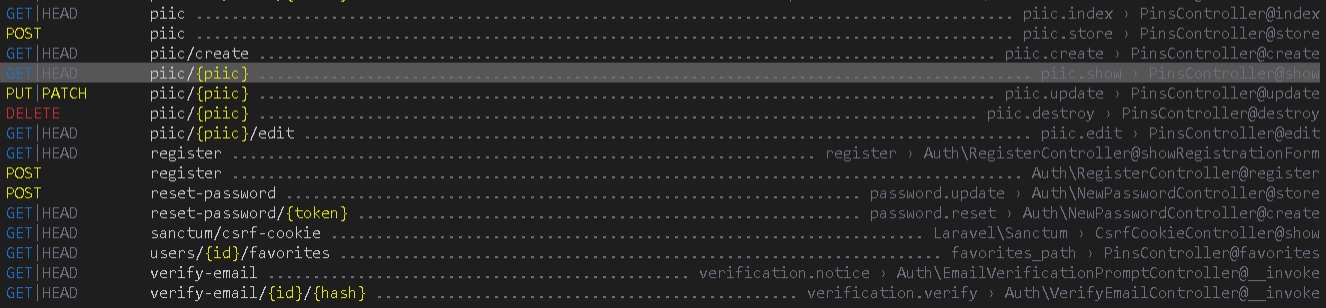 GET|HEAD piic ................................................ piic.index › PinsController@index
POST piic ................................................ piic.store › PinsController@store
GET|HEAD piic/create ................................................ piic.create › PinsController@create
GET|HEAD piic/{piic} ................................................ piic.show › PinsController@show
PUT|PATCH piic/{piic} ................................................ piic.update › PinsController@update
DELETE piic/{piic} ................................................ piic.destroy › PinsController@destroy
GET|HEAD piic/{piic}/edit ................................................ piic.edit › PinsController@edit
GET|HEAD register ................................................ register › Auth\RegisterController@showRegistrationForm
POST register ................................................ Auth\RegisterController@register
POST reset-password ................................................ password.update › Auth\NewPasswordController@store
GET|HEAD reset-password/{token} ................................................ password.reset › Auth\NewPasswordController@create
GET|HEAD sanctum/csrf-cookie ................................................ Laravel\Sanctum › CsrfCookieController@show
GET|HEAD users/{id}/favorites ................................................ favorites_path › PinsController@favorites
GET|HEAD verify-email ................................................ verification.notice › Auth\EmailVerificationPromptController@__invoke
GET|HEAD verify-email/{id}/{hash} ................................................ verification.verify › Auth\VerifyEmailController@__invoke